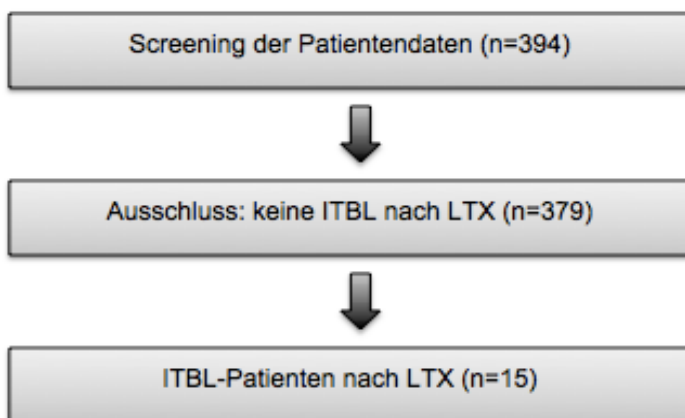 Screening der Patientendaten (n=394)
Ausschluss: keine ITBL nach LTX (n=379)
ITBL-Patienten nach LTX (n=15)